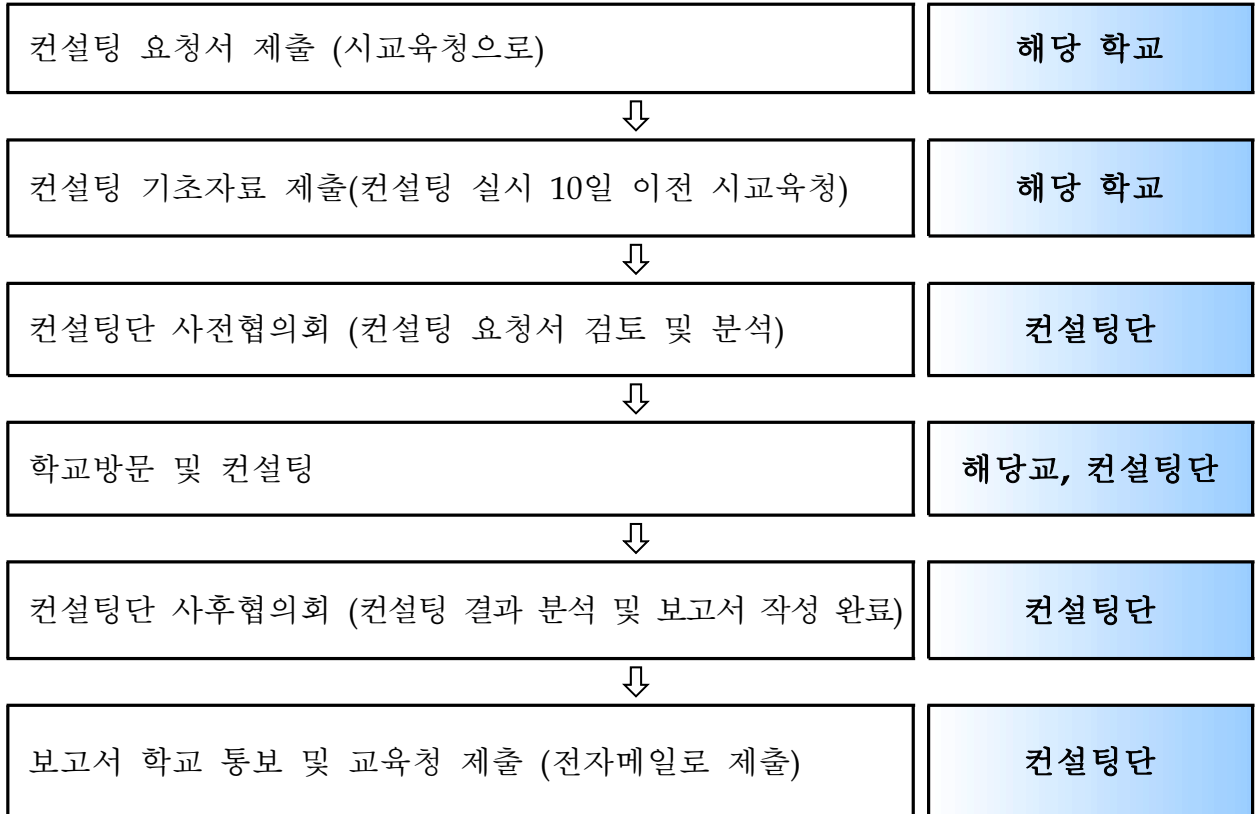 컨설팅 요청서 제출 (시교육청으로)
해당 학교
컨설팅 기초자료 제출(컨설팅 실시 10일 이전 시교육청)
해당 학교
컨설팅단 사전협의회 (컨설팅 요청서 검토 및 분석)
컨설팅단
학교방문 및 컨설팅
해당교, 컨설팅단
컨설팅단 사후협의회 (컨설팅 결과 분석 및 보고서 작성 완료)
컨설팅단
보고서 학교 통보 및 교육청 제출 (전자메일로 제출)
컨설팅단